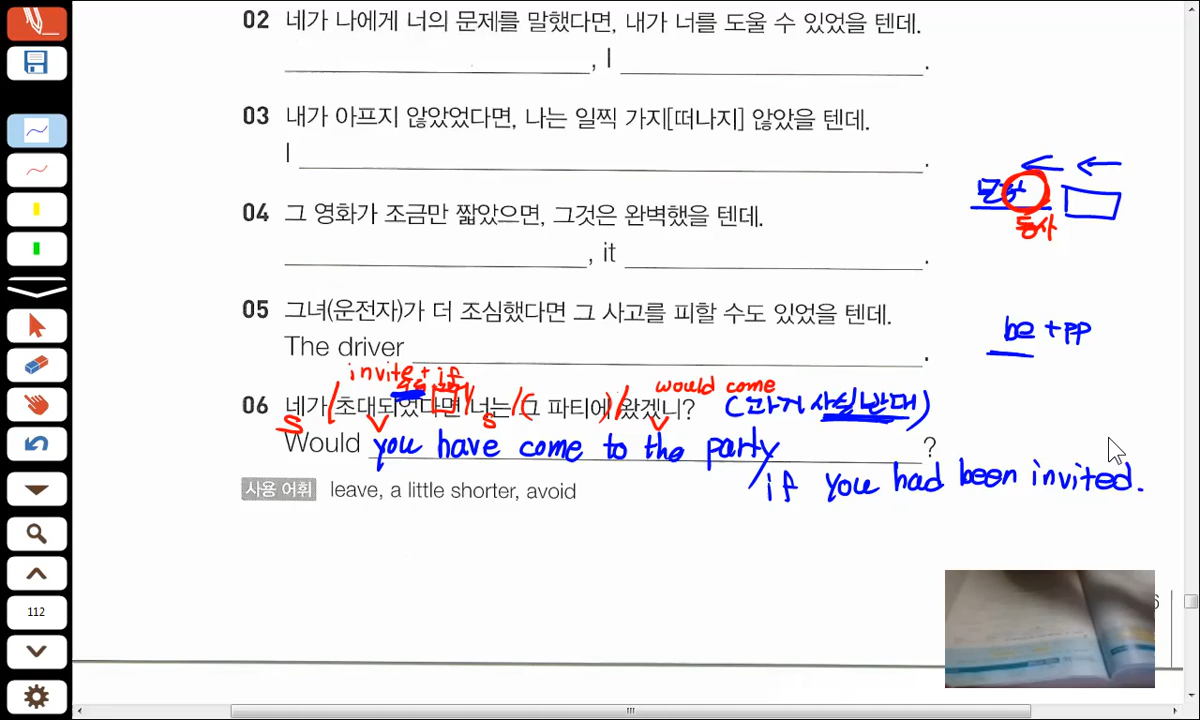 02 네가 나에게 너의 문제를 말했다면, 내가 너를 도울 수 있었을 텐데.
, I .
03 내가 아프지 않았었다면, 나는 일찍 가지[떠나지] 않았을 텐데.
I .
문장
동사
04 그 영화가 조금만 짧았으면, 그것은 완벽했을 텐데.
, it .
05 그녀(운전자)가 더 조심했다면 그 사고를 피할 수도 있었을 텐데.
be + pp
The driver .
invite + if
would come
06 네가 초대되었다면 너는 그 파티에 왔겠니? (과거 사실반대)
S V S V
Would you have come to the party ?
/ if you had been invited.
사용 어휘 leave, a little shorter, avoid
112
6